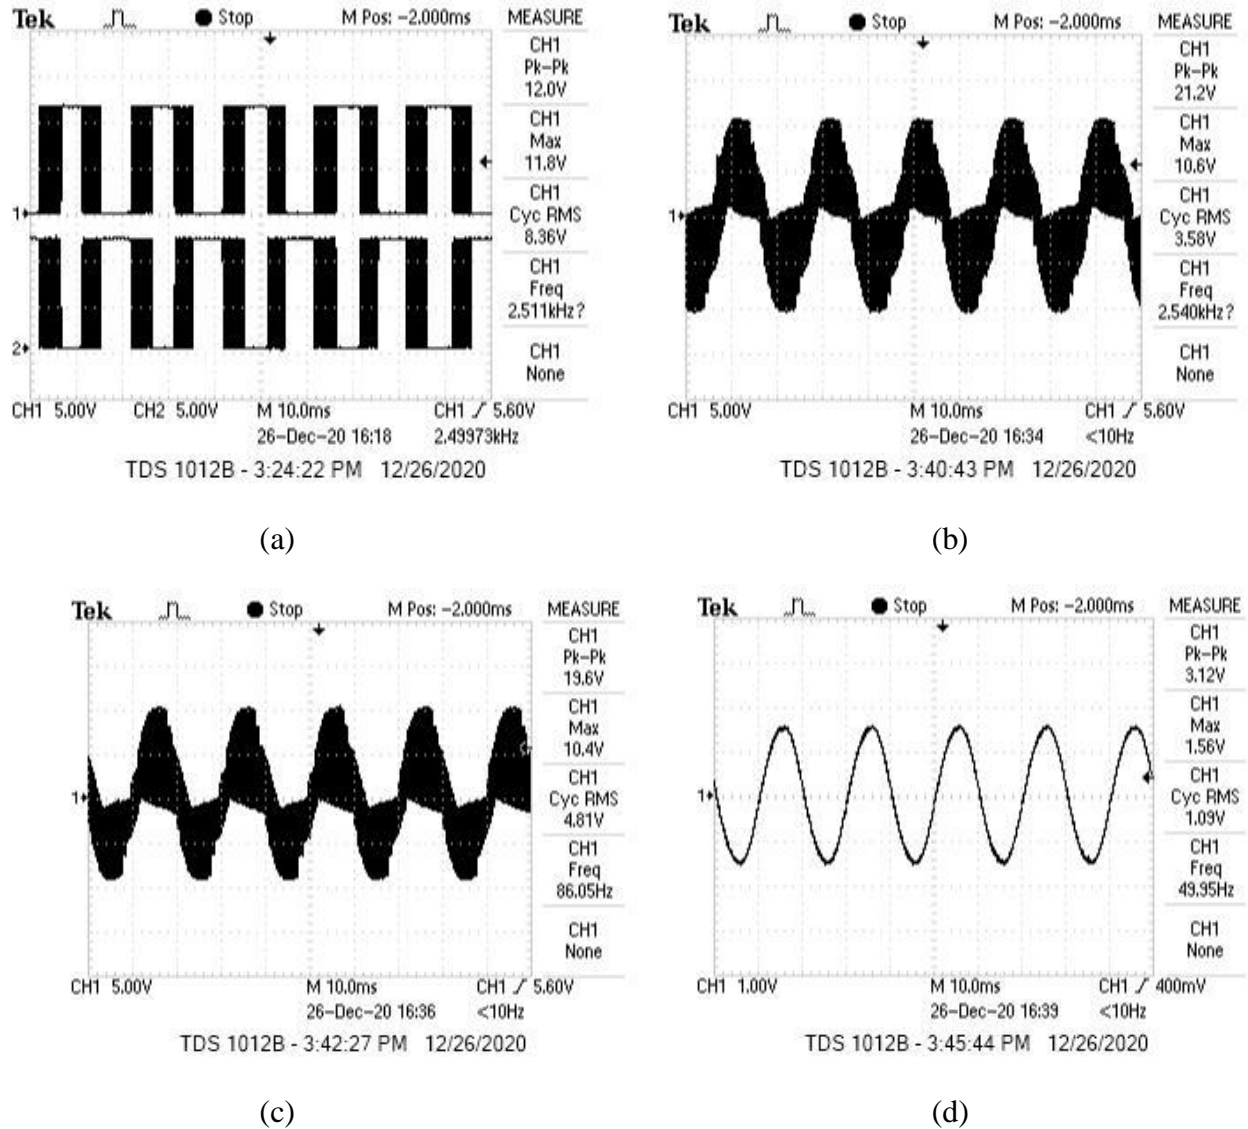 Tek Stop M Pos: -2.000ms MEASURE
CH1
Pk-Pk
12.0V
CH1
Max
11.8V
CH1
Cyc RMS
8.36V
CH1
Freq
2.511kHz?
CH1
None
1
2
CH1 5.00V CH2 5.00V M 10.0ms CH1 / 5.60V
26-Dec-20 16:18 2.49973kHz
TDS 1012B - 3:24:22 PM 12/26/2020
(a)
Tek Stop M Pos: -2.000ms MEASURE
CH1
Pk-Pk
21.2V
CH1
Max
10.6V
CH1
Cyc RMS
3.58V
CH1
Freq
2.540kHz?
CH1
None
1
CH1 5.00V M 10.0ms CH1 / 5.60V
26-Dec-20 16:34 <10Hz
TDS 1012B - 3:40:43 PM 12/26/2020
(b)
Tek Stop M Pos: -2.000ms MEASURE
CH1
Pk-Pk
19.6V
CH1
Max
10.4V
CH1
Cyc RMS
4.81V
CH1
Freq
86.05Hz
CH1
None
1
CH1 5.00V M 10.0ms CH1 / 5.60V
26-Dec-20 16:36 <10Hz
TDS 1012B - 3:42:27 PM 12/26/2020
(c)
Tek Stop M Pos: -2.000ms MEASURE
CH1
Pk-Pk
3.12V
CH1
Max
1.56V
CH1
Cyc RMS
1.09V
CH1
Freq
49.95Hz
CH1
None
1
CH1 1.00V M 10.0ms CH1 / 400mV
26-Dec-20 16:39 <10Hz
TDS 1012B - 3:45:44 PM 12/26/2020
(d)